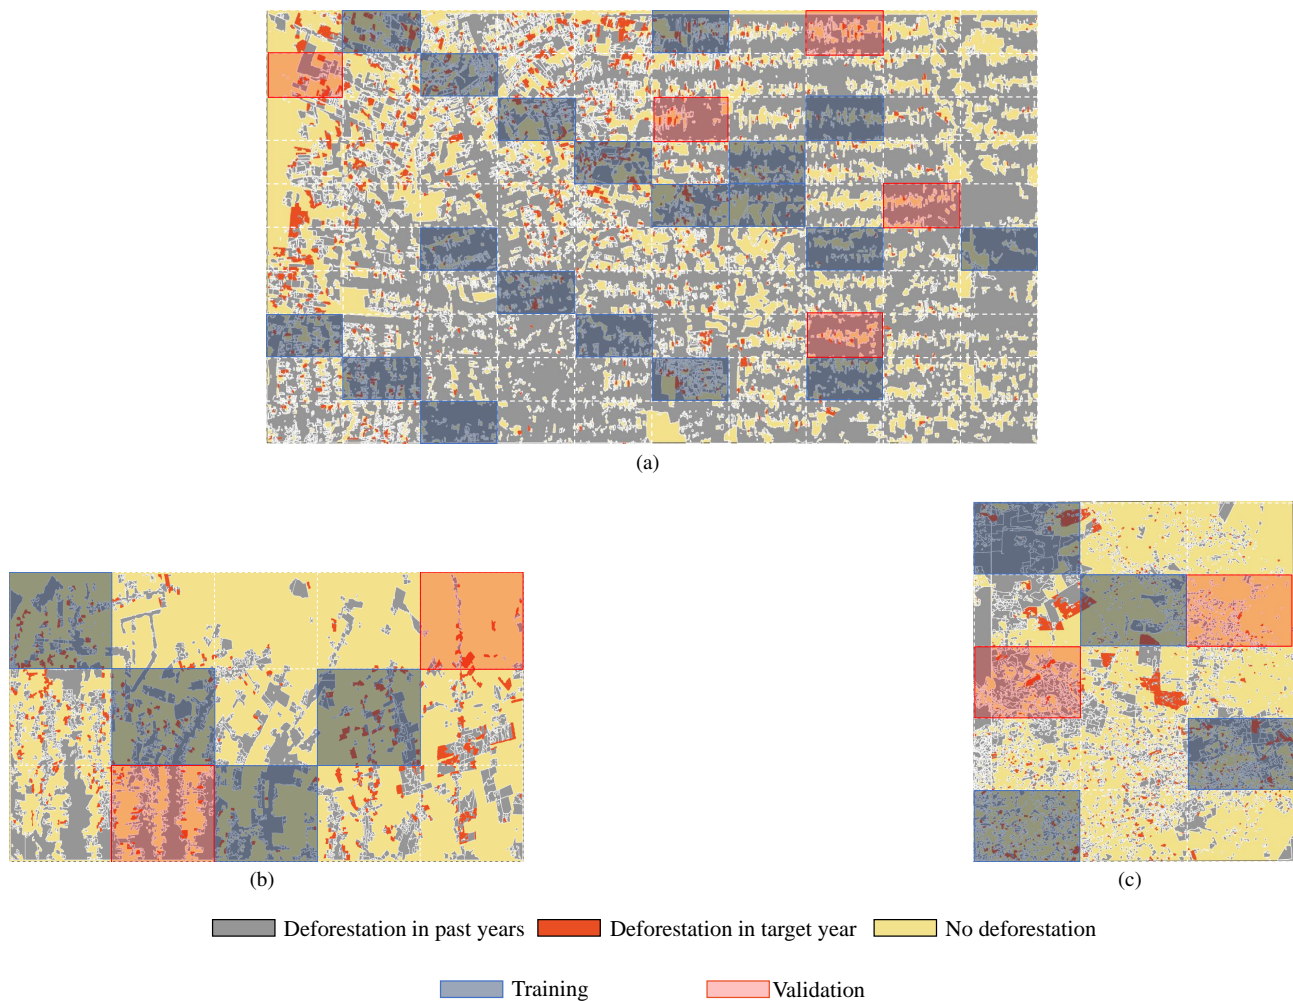 (a)
(b)
(c)
Deforestation in past years
Deforestation in target year
No deforestation
Training
Validation